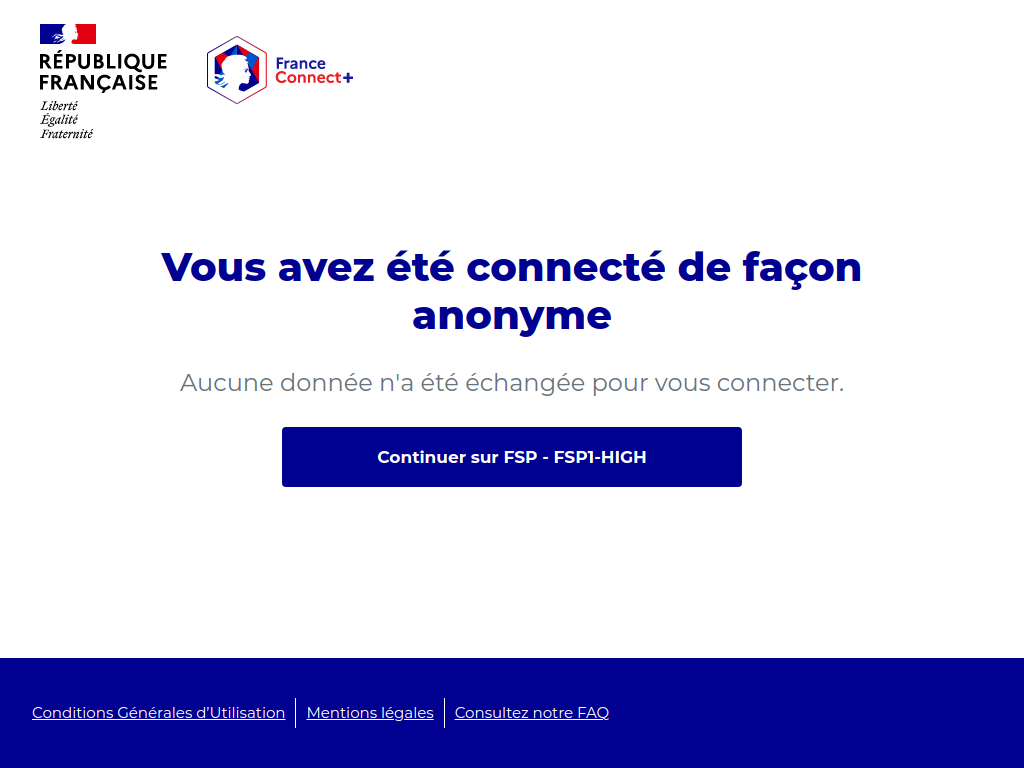 RÉPUBLIQUE
FRANÇAISE
Liberté
Égalité
Fraternité
France
Connect+
Vous avez été connecté de façon
anonyme
Aucune donnée n'a été échangée pour vous connecter.
Continuer sur FSP - FSP1-HIGH
Conditions Générales d’Utilisation
Mentions légales
Consultez notre FAQ